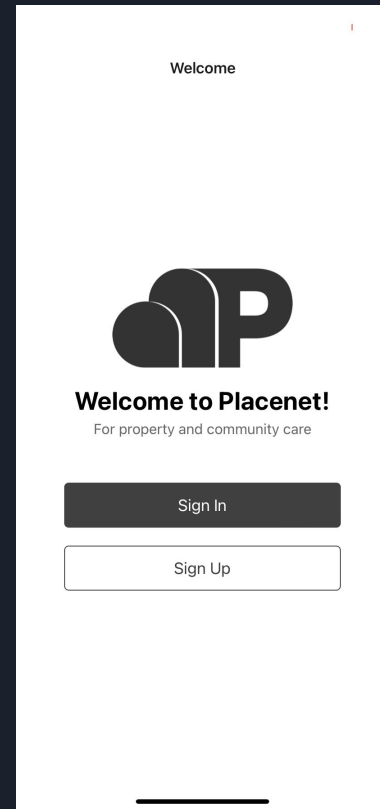 Welcome
P
Welcome to Placenet!
For property and community care
Sign In
Sign Up